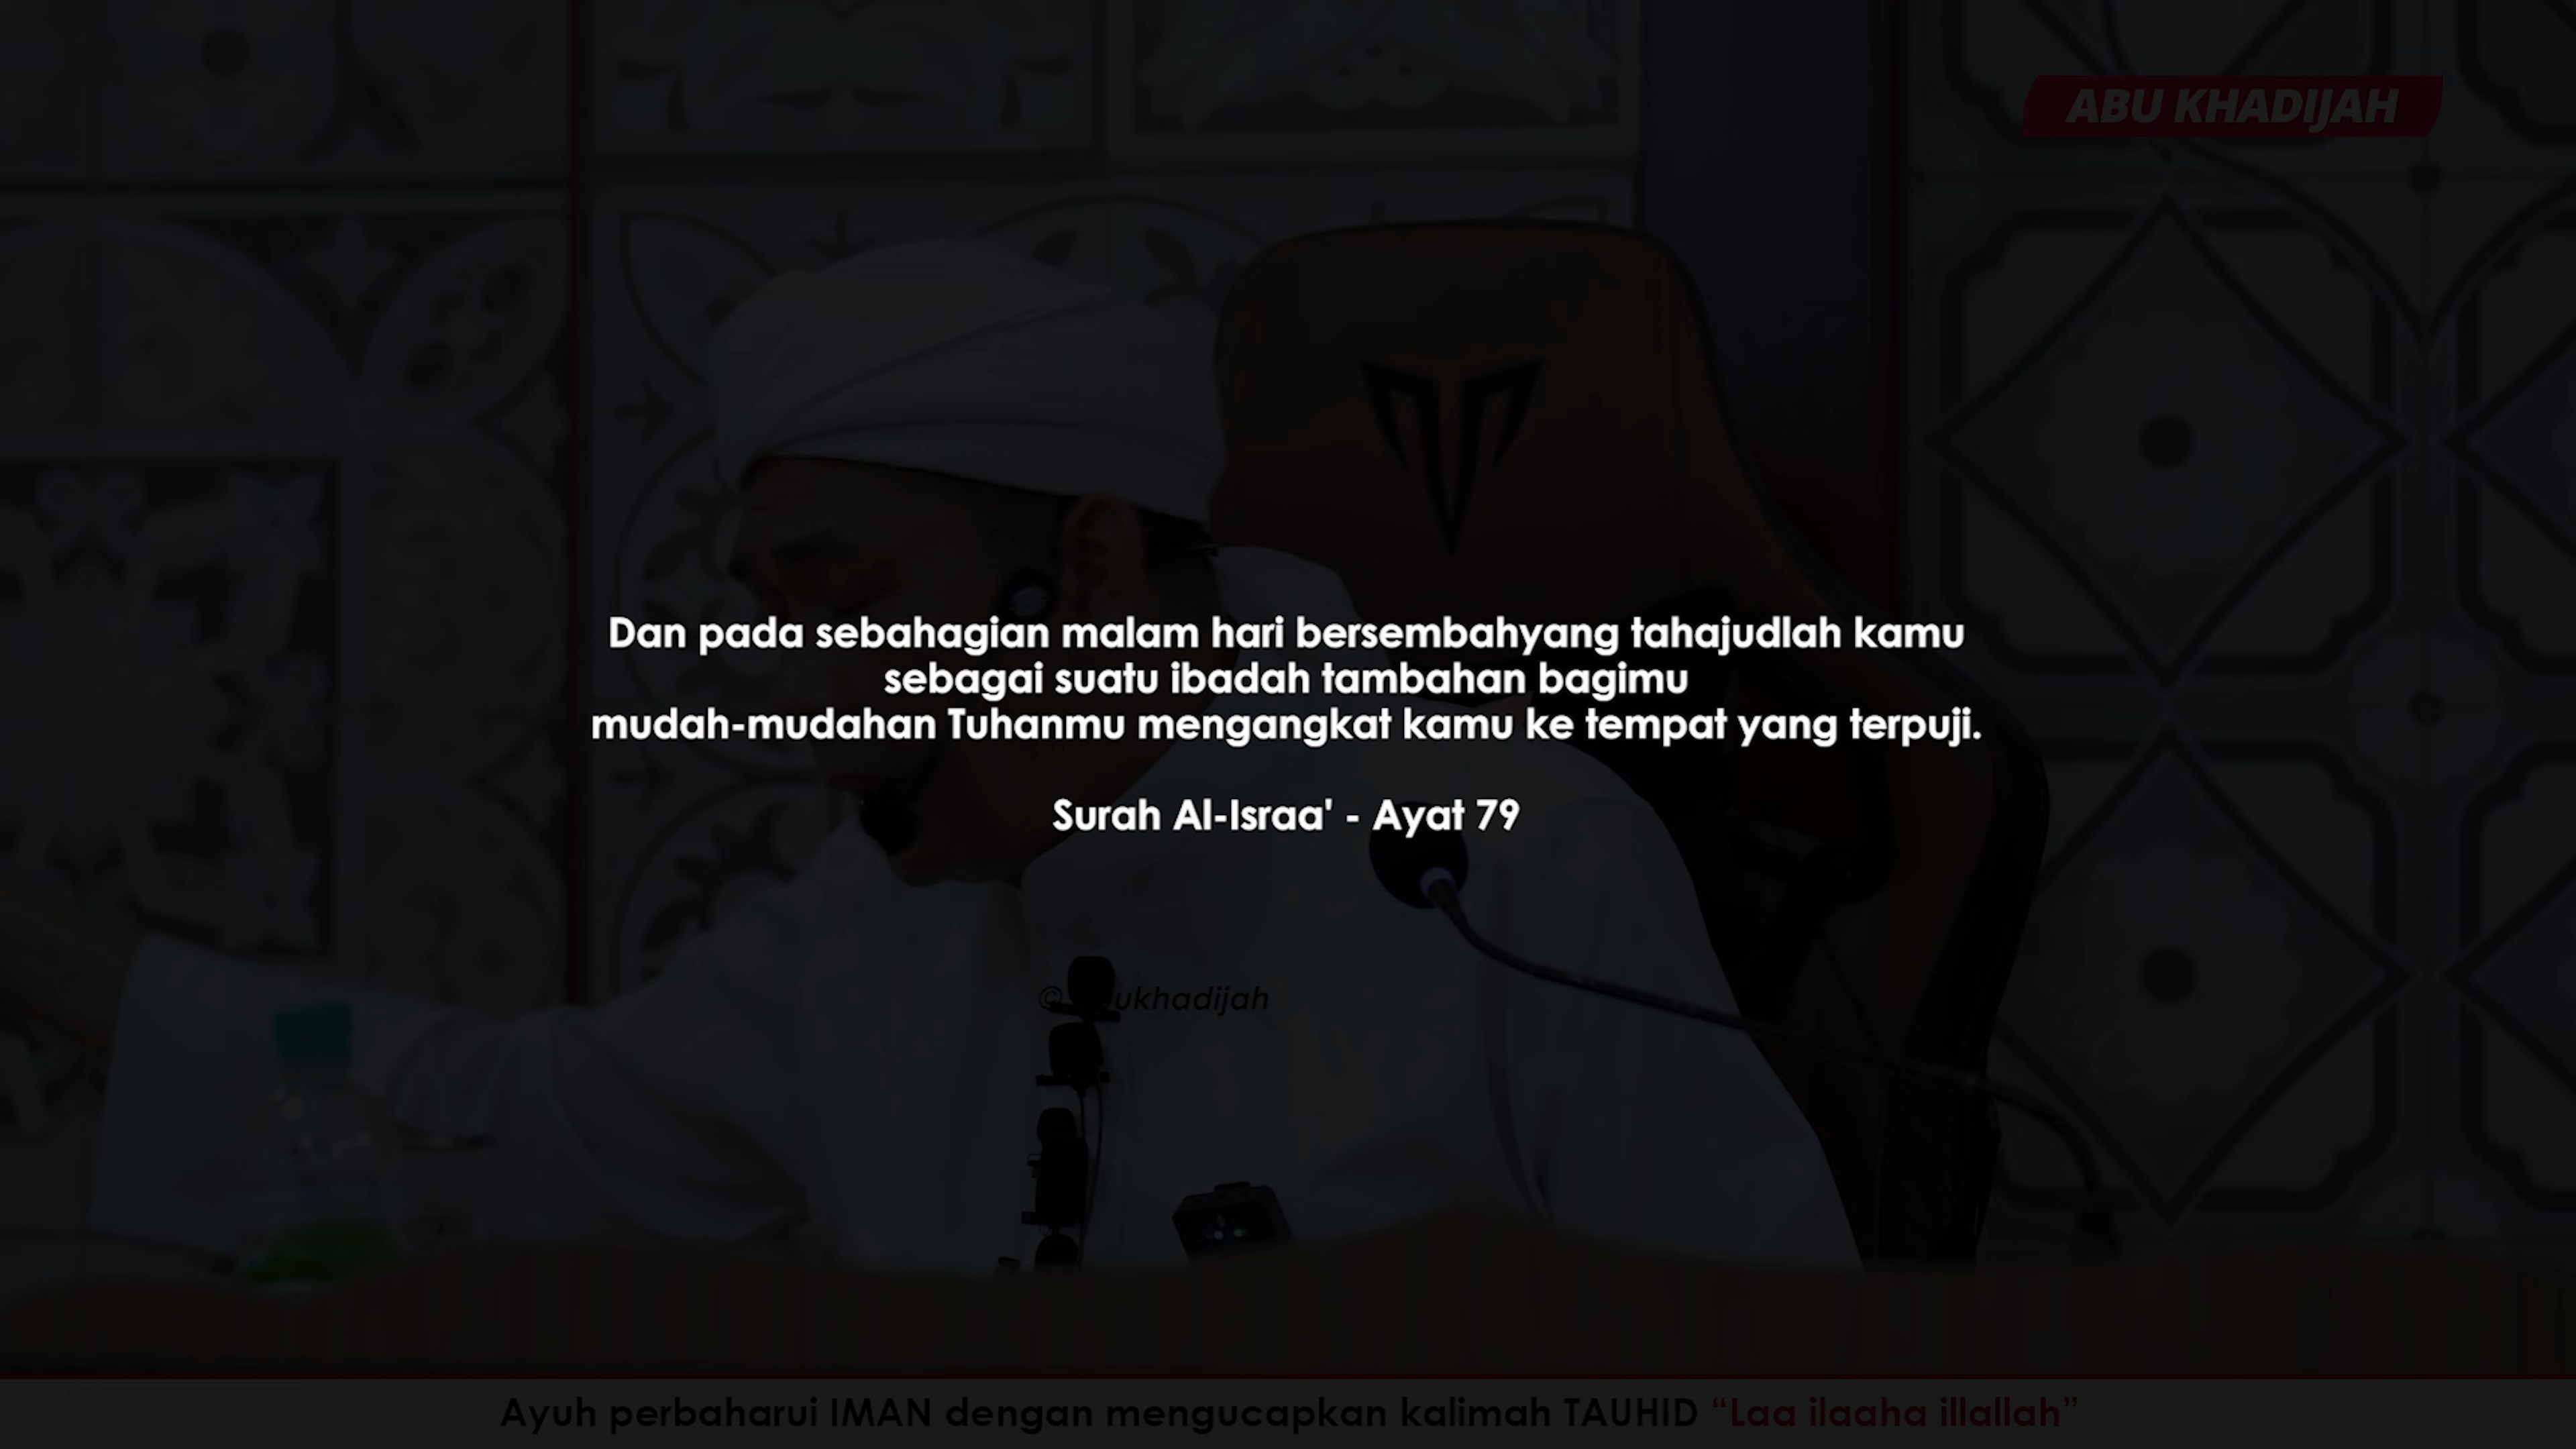 ABU KHADIJAH
Dan pada sebahagian malam hari bersembahyang tahajudlah kamu
sebagai suatu ibadah tambahan bagimu
mudah-mudahan Tuhanmu mengangkat kamu ke tempat yang terpuji.
Surah Al-Israa' - Ayat 79
Ayuh perbaharui IMAN dengan mengucapkan kalimah TAUHID “Laa ilaaha illallah”